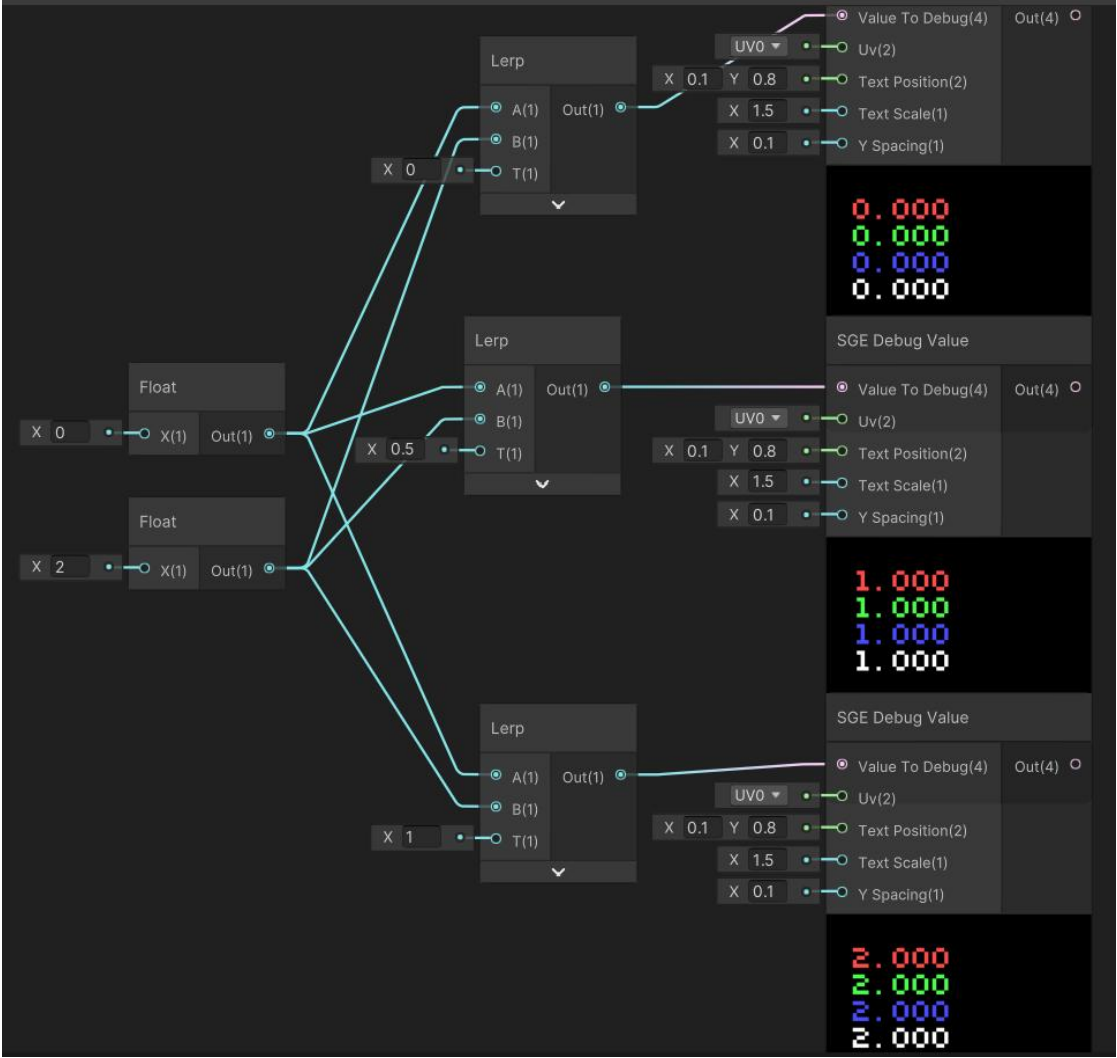 Value To Debug(4) Out(4)
UV0 Uv(2)
X 0.1 Y 0.8 Text Position(2)
X 1.5 Text Scale(1)
X 0.1 Y Spacing(1)
Lerp
A(1) Out(1)
B(1)
X 0 T(1)
0.000
0.000
0.000
0.000
Float
X 0 X(1) Out(1)
Float
X 2 X(1) Out(1)
Lerp
A(1) Out(1)
B(1)
X 0.5 T(1)
SGE Debug Value
Value To Debug(4) Out(4)
UV0 Uv(2)
X 0.1 Y 0.8 Text Position(2)
X 1.5 Text Scale(1)
X 0.1 Y Spacing(1)
1.000
1.000
1.000
1.000
Lerp
A(1) Out(1)
B(1)
X 1 T(1)
SGE Debug Value
Value To Debug(4) Out(4)
UV0 Uv(2)
X 0.1 Y 0.8 Text Position(2)
X 1.5 Text Scale(1)
X 0.1 Y Spacing(1)
2.000
2.000
2.000
2.000